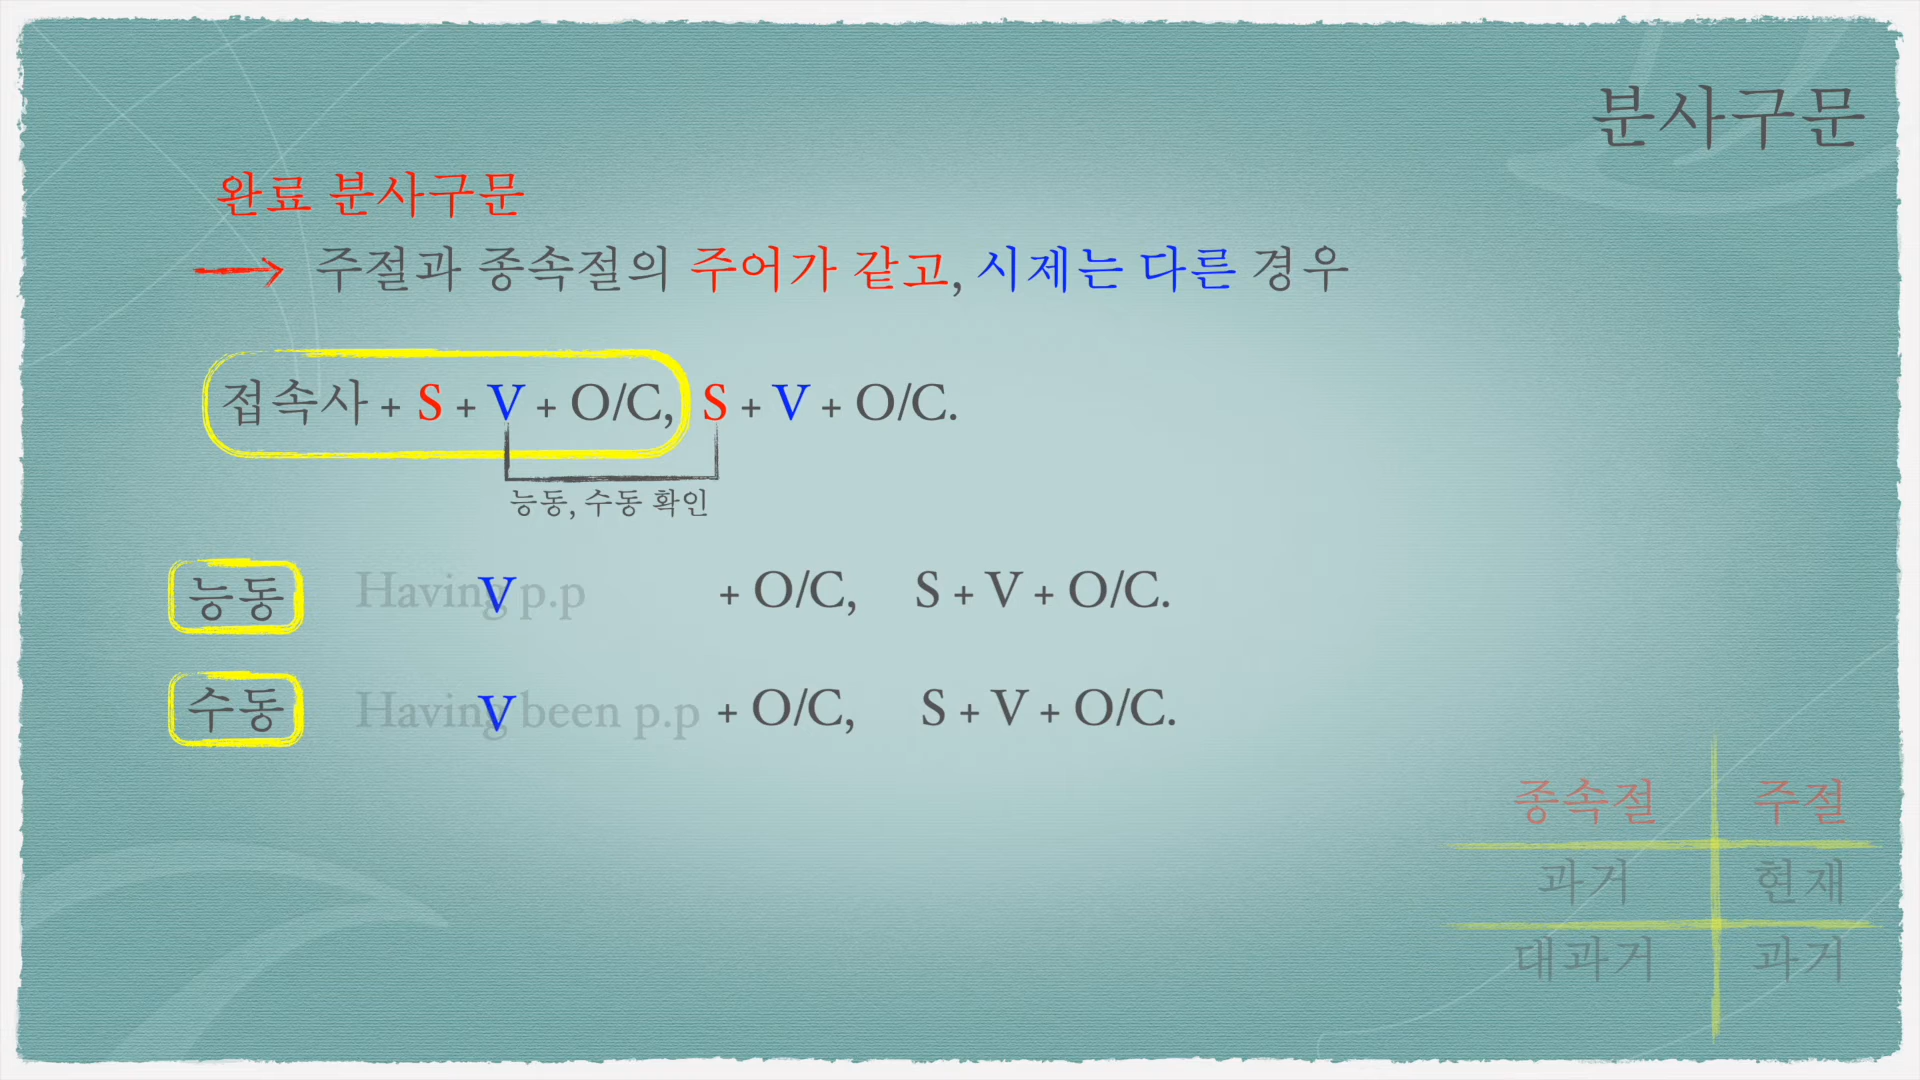 분사구문
완료 분사구문
주절과 종속절의 주어가 같고, 시제는 다른 경우
접속사 + S + V + O/C, S + V + O/C.
능동, 수동 확인
능동 Having p.p V + O/C, S + V + O/C.
수동 Having been p.p V + O/C, S + V + O/C.
종속절 주절
과거 현재
대과거 과거